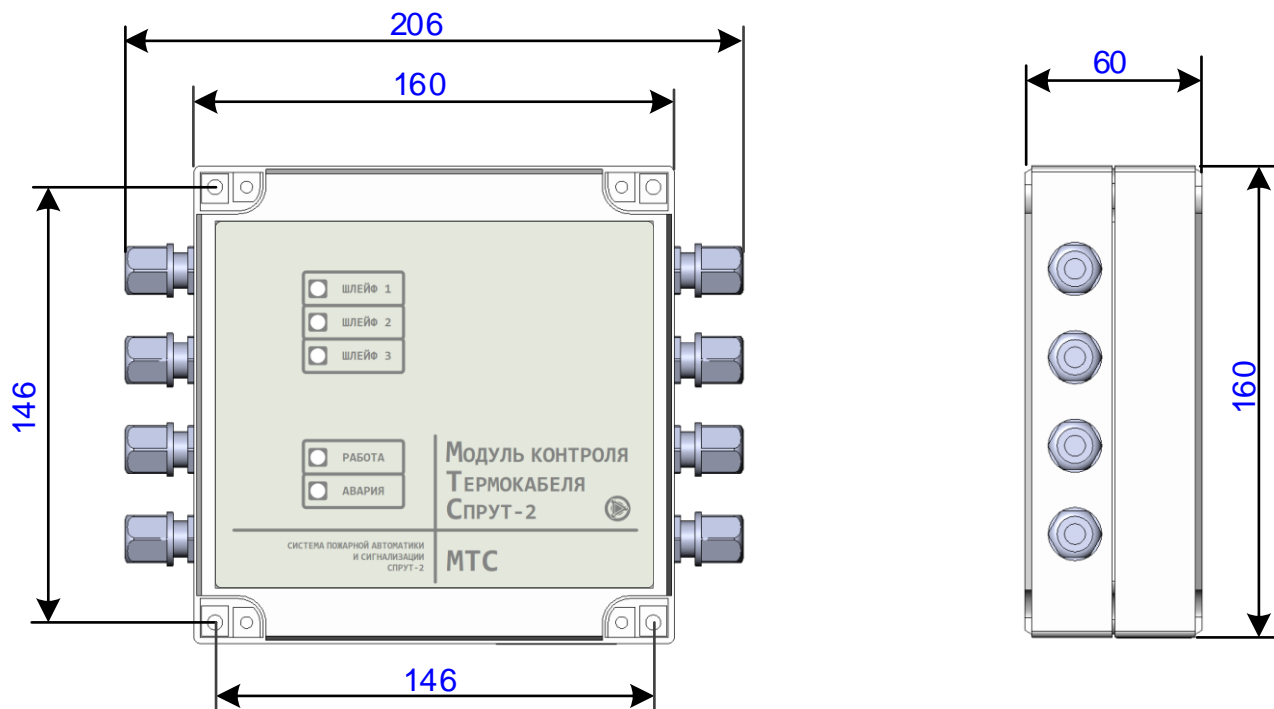 206
160
60
ШЛЕЙФ 1
ШЛЕЙФ 2
ШЛЕЙФ 3
146
160
РАБОТА
АВАРИЯ
МОДУЛЬ КОНТРОЛЯ
ТЕРМОКАБЕЛЯ
СПРУТ-2
СИСТЕМА ПОЖАРНОЙ АВТОМАТИКИ
И СИГНАЛИЗАЦИИ
СПРУТ-2
МТС
146